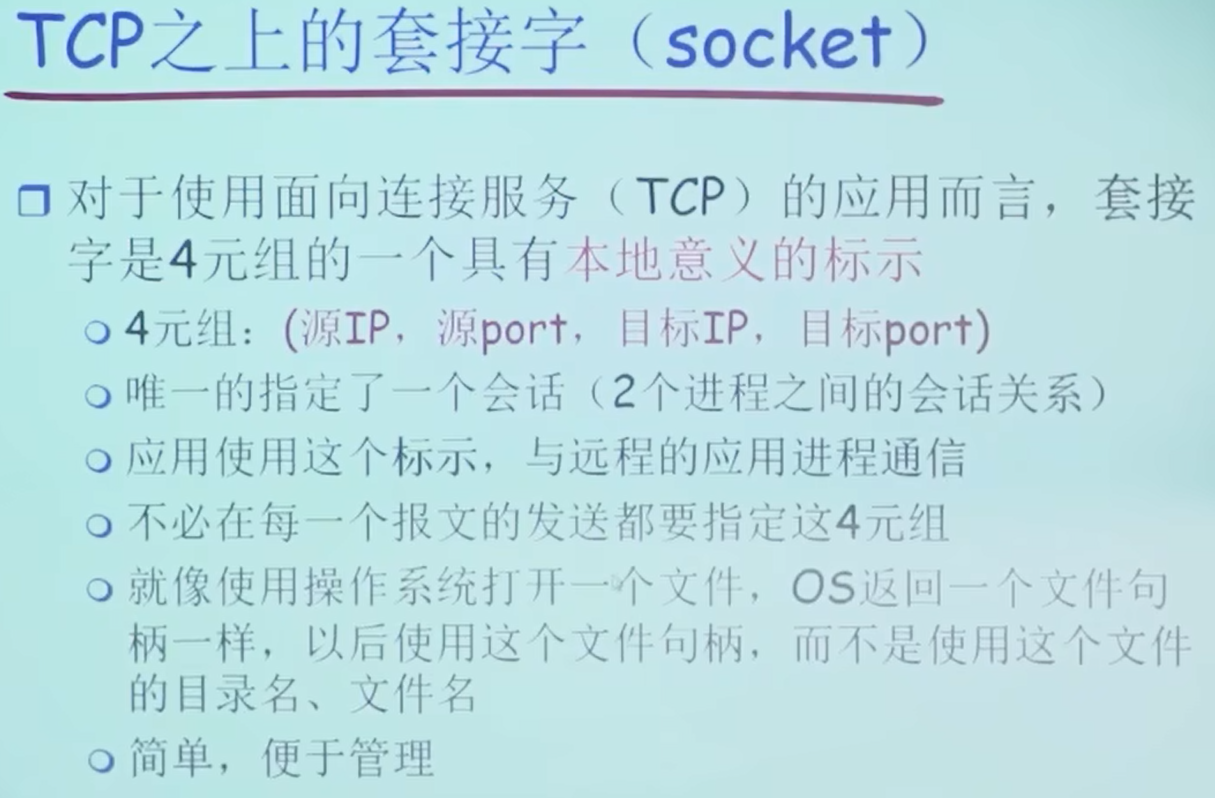 TCP之上的套接字（socket）
对于使用面向连接服务（TCP）的应用而言，套接
字是4元组的一个具有本地意义的标示
4元组：(源IP，源port，目标IP，目标port)
唯一的指定了一个会话（2个进程之间的会话关系）
应用使用这个标示，与远程的应用进程通信
不必在每一个报文的发送都要指定这4元组
就像使用操作系统打开一个文件，OS返回一个文件句
柄一样，以后使用这个文件句柄，而不是使用这个文件
的目录名、文件名
简单，便于管理